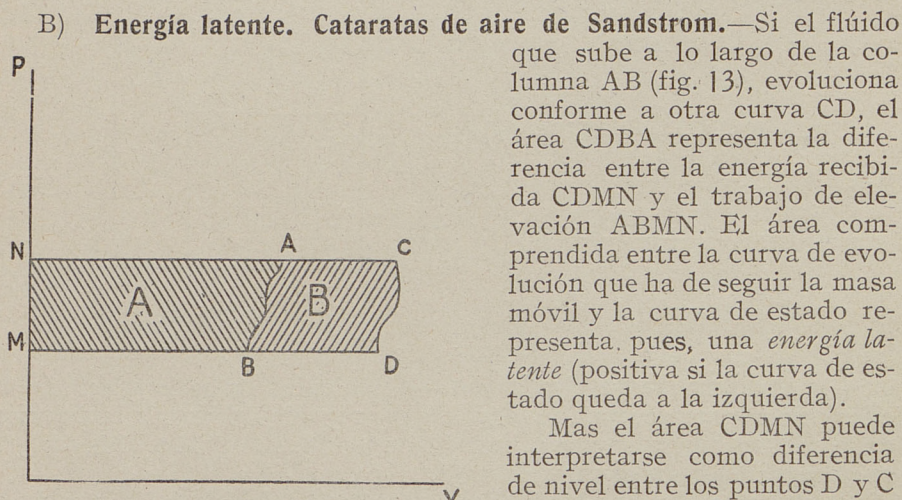 B) Energía latente. Cataratas de aire de Sandstrom.—Si el flúido
que sube a lo largo de la co-
lumna AB (fig. 13), evoluciona
conforme a otra curva CD, el
área CDBA representa la dife-
rencia entre la energía recibi-
da CDMN y el trabajo de ele-
vación ABMN. El área com-
prendida entre la curva de evo-
lución que ha de seguir la masa
móvil y la curva de estado re-
presenta. pues, una energía la-
tente (positiva si la curva de es-
tado queda a la izquierda).
Mas el área CDMN puede
interpretarse como diferencia
de nivel entre los puntos D y C
P
N
A
C
A
B
M
B
D
V